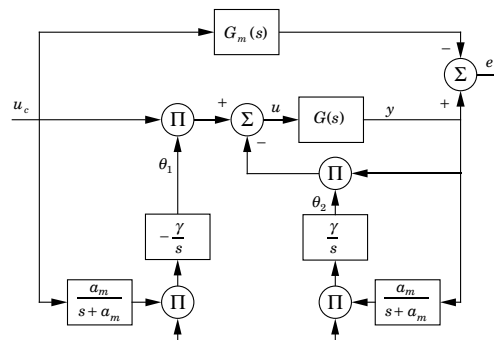 G_m(s)
−
Σ
e
+
u_c
Π
+
Σ
u
G(s)
y
−
θ_1
Π
θ_2
−γ/s
γ/s
a_m/(s + a_m)
Π
Π
a_m/(s + a_m)